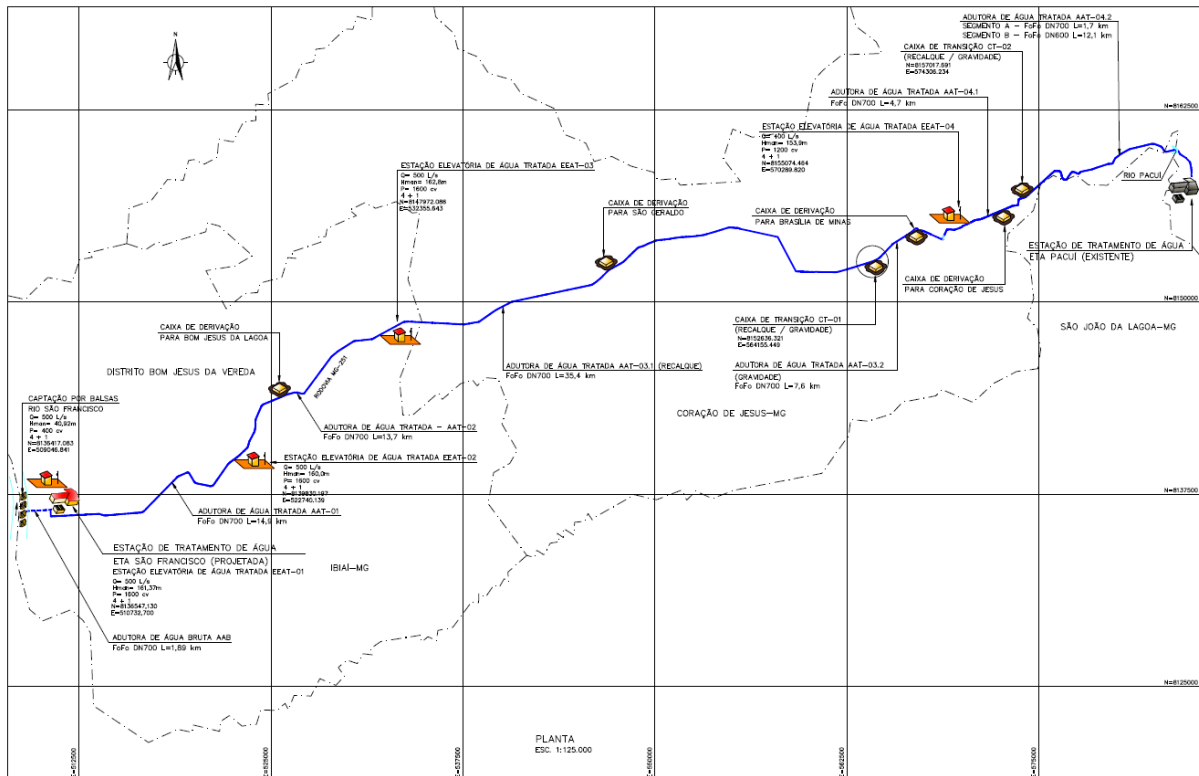 N
ADUTORA DE ÁGUA TRATADA AAT-04.2
SEGMENTO A - FoFo DN700 L=1,7 km
SEGMENTO B - FoFo DN600 L=12,1 km
CAIXA DE TRANSIÇÃO CT-02
(RECALQUE / GRAVIDADE)
N=8157017.691
E=574306.234
ADUTORA DE ÁGUA TRATADA AAT-04.1
FoFo DN700 L=4,7 km
N=8162500
ESTAÇÃO ELEVATÓRIA DE ÁGUA TRATADA EEAT-04
Q= 400 L/s
Hman= 153,9m
P= 1200 cv
4 + 1
N=8155074.464
E=570289.820
ESTAÇÃO ELEVATÓRIA DE ÁGUA TRATADA EEAT-03
Q= 500 L/s
Hman= 162,8m
P= 1600 cv
4 + 1
N=8147972.086
E=532355.643
RIO PACUÍ
CAIXA DE DERIVAÇÃO
PARA SÃO GERALDO
CAIXA DE DERIVAÇÃO
PARA BRASÍLIA DE MINAS
ESTAÇÃO DE TRATAMENTO DE ÁGUA
ETA PACUÍ (EXISTENTE)
CAIXA DE DERIVAÇÃO
PARA CORAÇÃO DE JESUS
N=8150000
CAIXA DE TRANSIÇÃO CT-01
(RECALQUE / GRAVIDADE)
N=8152636.321
E=564155.449
SÃO JOÃO DA LAGOA-MG
CAIXA DE DERIVAÇÃO
PARA BOM JESUS DA LAGOA
DISTRITO BOM JESUS DA VEREDA
RODOVIA MG-251
ADUTORA DE ÁGUA TRATADA AAT-03.1 (RECALQUE)
FoFo DN700 L=35,4 km
ADUTORA DE ÁGUA TRATADA AAT-03.2
(GRAVIDADE)
FoFo DN700 L=7,6 km
CORAÇÃO DE JESUS-MG
CAPTAÇÃO POR BALSAS
RIO SÃO FRANCISCO
Q= 500 L/s
Hman= 40,92m
P= 400 cv
4 + 1
N=8136417.083
E=509046.841
ADUTORA DE ÁGUA TRATADA - AAT-02
FoFo DN700 L=13,7 km
ESTAÇÃO ELEVATÓRIA DE ÁGUA TRATADA EEAT-02
Q= 500 L/s
Hman= 160,0m
P= 1600 cv
4 + 1
E=522740.139
N=8137500
ADUTORA DE ÁGUA TRATADA AAT-01
FoFo DN700 L=14,9 km
ESTAÇÃO DE TRATAMENTO DE ÁGUA
ETA SÃO FRANCISCO (PROJETADA)
ESTAÇÃO ELEVATÓRIA DE ÁGUA TRATADA EEAT-01
Q= 500 L/s
Hman= 161,37m
P= 1600 cv
4 + 1
N=8136547,130
E=510732,700
IBIAÍ-MG
ADUTORA DE ÁGUA BRUTA AAB
FoFo DN700 L=1,89 km
N=8125000
PLANTA
ESC. 1:125.000
E=512500
E=525000
E=537500
E=550000
E=562500
E=575000